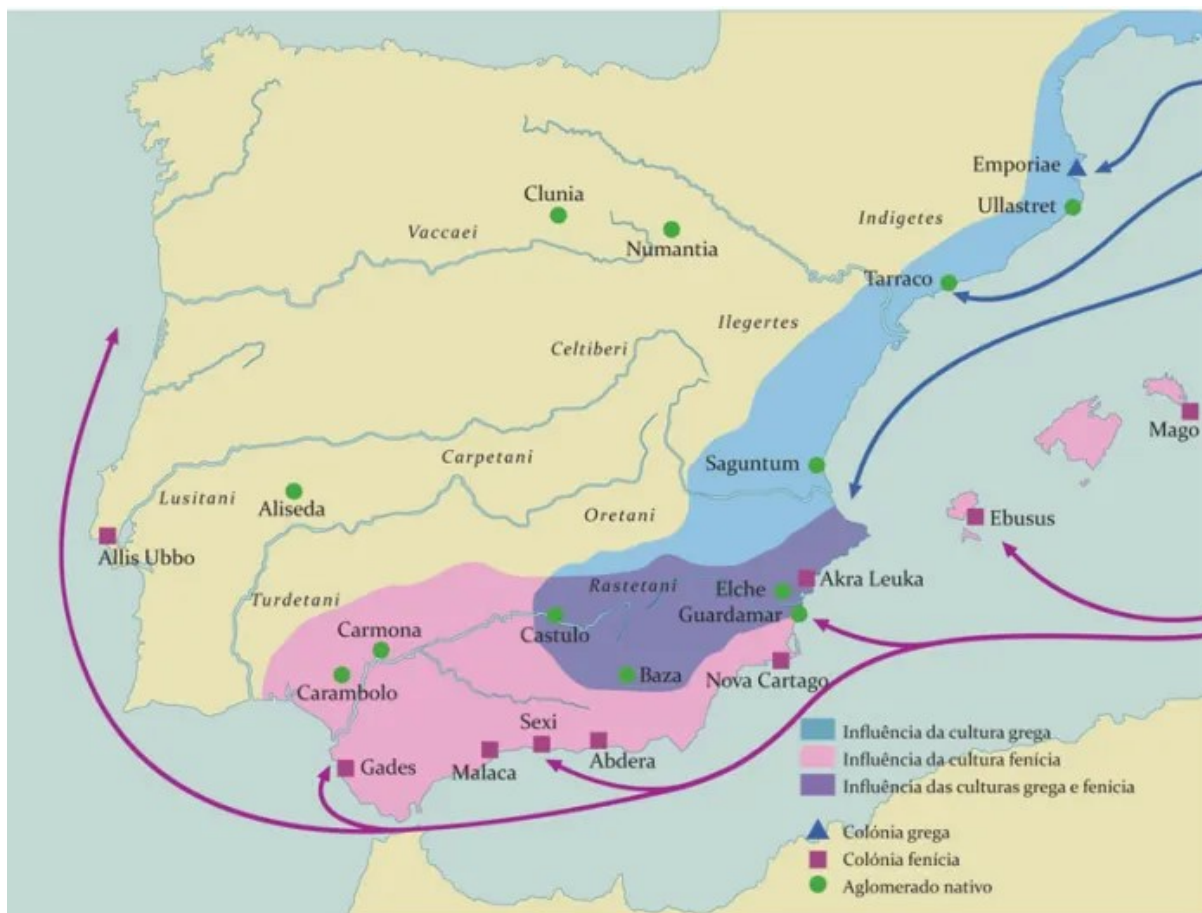 Emporiae
Ullastret
Indigetes
Clunia
Vaccaei
Numantia
Tarraco
Ilegertes
Celtiberi
Mago
Saguntum
Carpetani
Lusitani
Aliseda
Oretani
Ebusus
Allis Ubbo
Akra Leuka
Rastetani
Elche
Turdetani
Guardamar
Castulo
Carmona
Baza
Nova Cartago
Carambolo
Sexi
Abdera
Gades
Malaca
Influência da cultura grega
Influência da cultura fenícia
Influência das culturas grega e fenícia
Colónia grega
Colónia fenícia
Aglomerado nativo